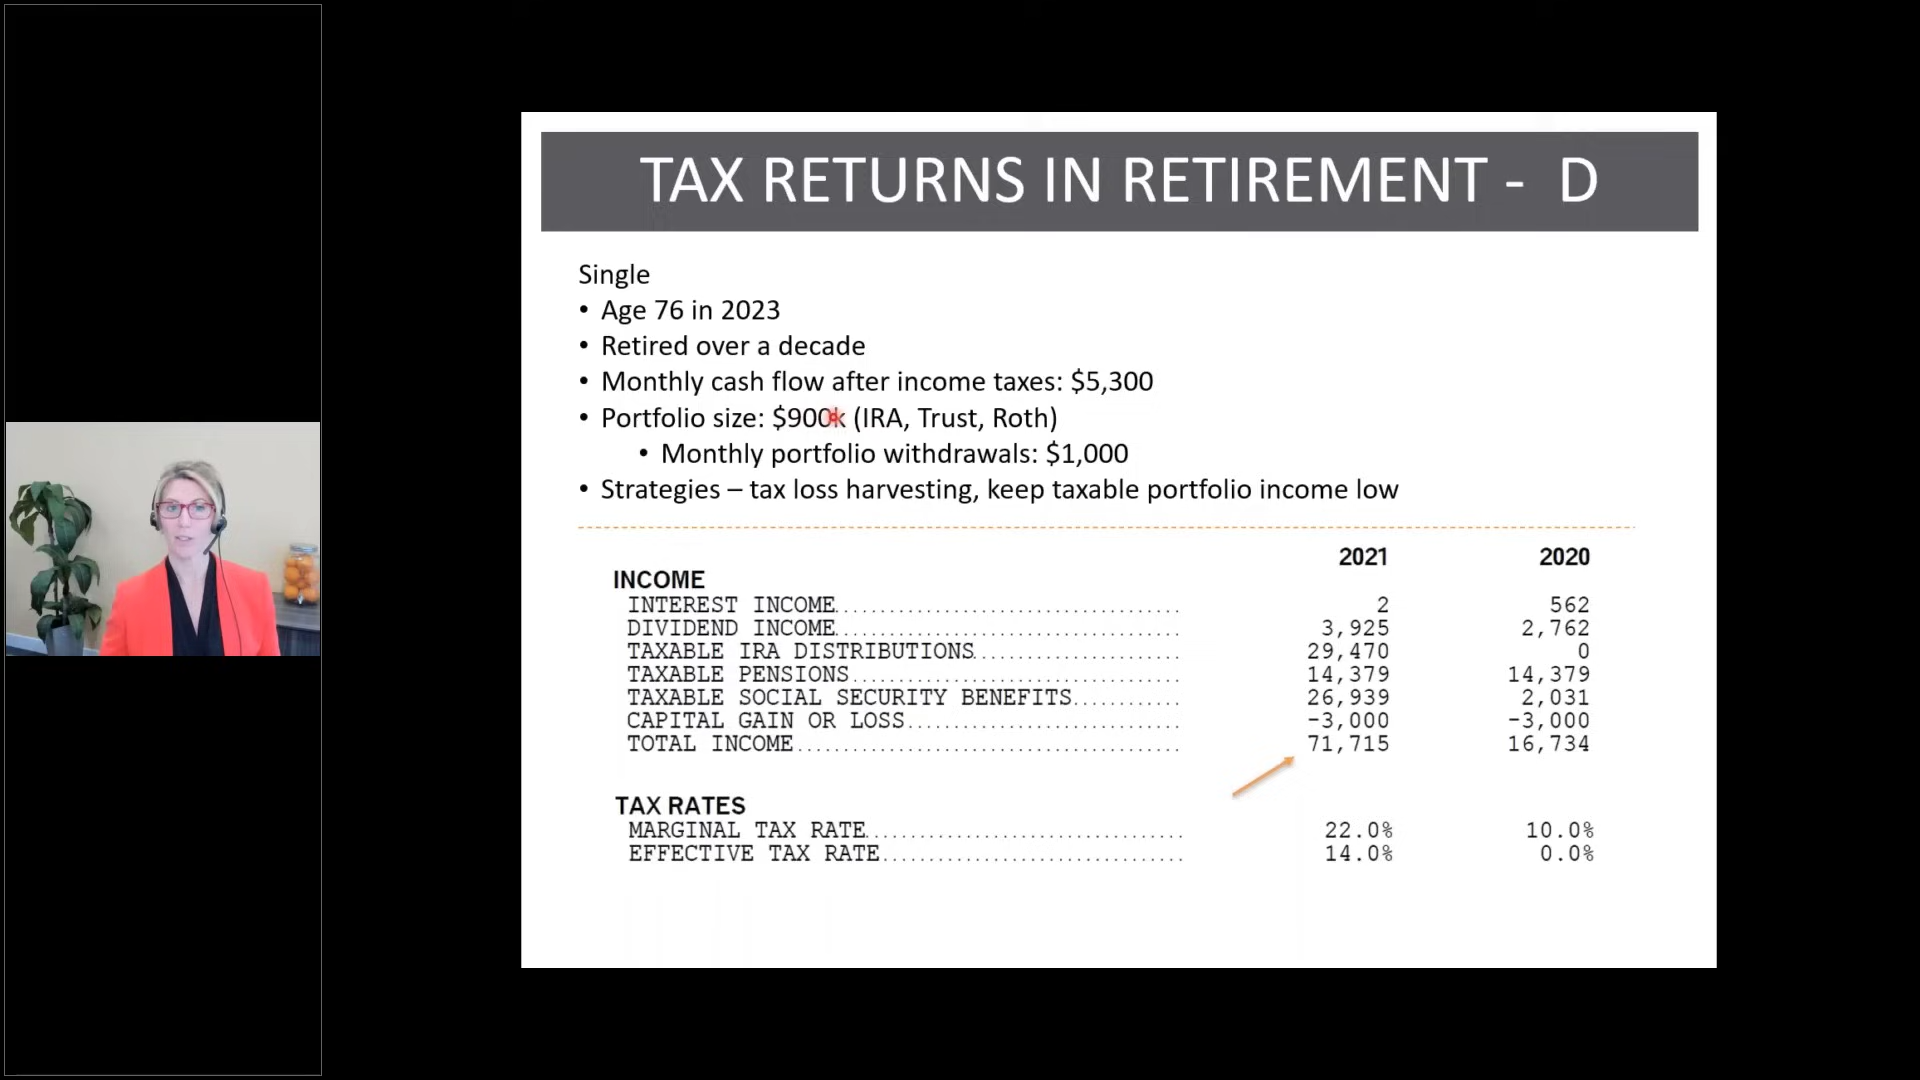 TAX RETURNS IN RETIREMENT - D
Single
• Age 76 in 2023
• Retired over a decade
• Monthly cash flow after income taxes: $5,300
• Portfolio size: $900k (IRA, Trust, Roth)
• Monthly portfolio withdrawals: $1,000
• Strategies – tax loss harvesting, keep taxable portfolio income low
2021 2020
INCOME
INTEREST INCOME 2 562
DIVIDEND INCOME 3,925 2,762
TAXABLE IRA DISTRIBUTIONS 29,470 0
TAXABLE PENSIONS 14,379 14,379
TAXABLE SOCIAL SECURITY BENEFITS 26,939 2,031
CAPITAL GAIN OR LOSS -3,000 -3,000
TOTAL INCOME 71,715 16,734
TAX RATES
MARGINAL TAX RATE 22.0% 10.0%
EFFECTIVE TAX RATE 14.0% 0.0%